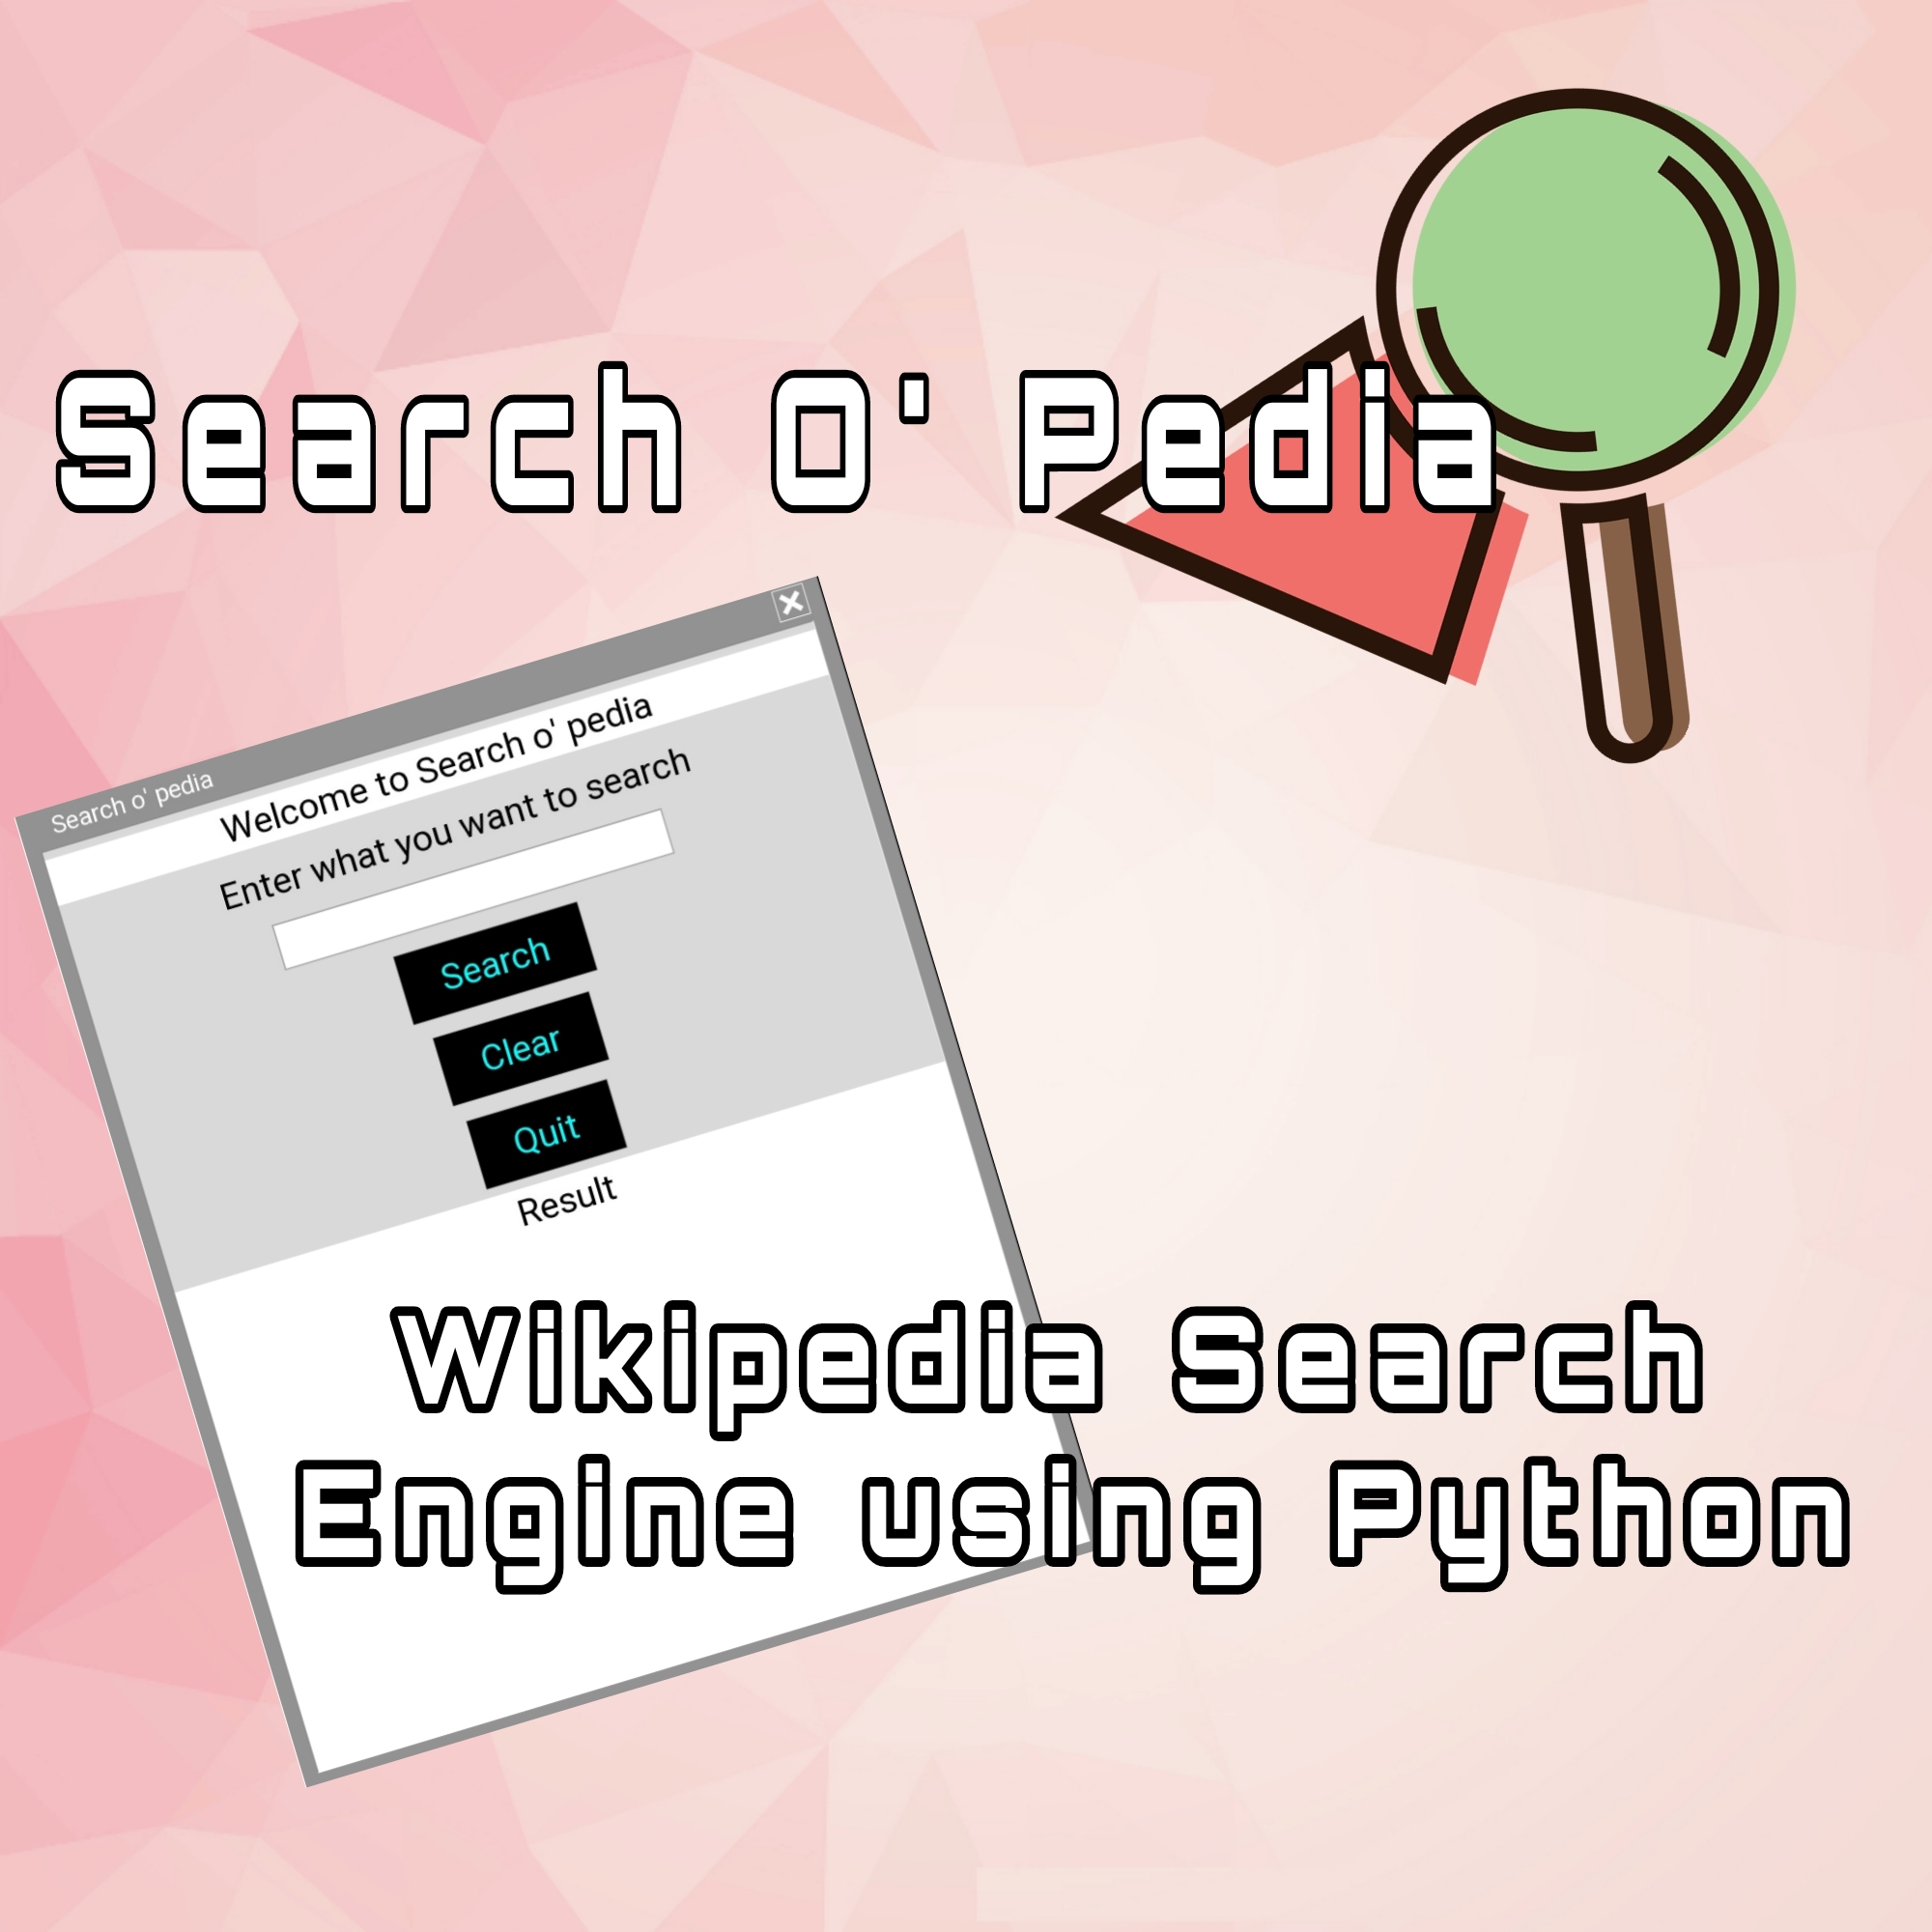 Search O' Pedia
Search o' pedia
Welcome to Search o' pedia
Enter what you want to search
Search
Clear
Quit
Result
Wikipedia Search
Engine using Python